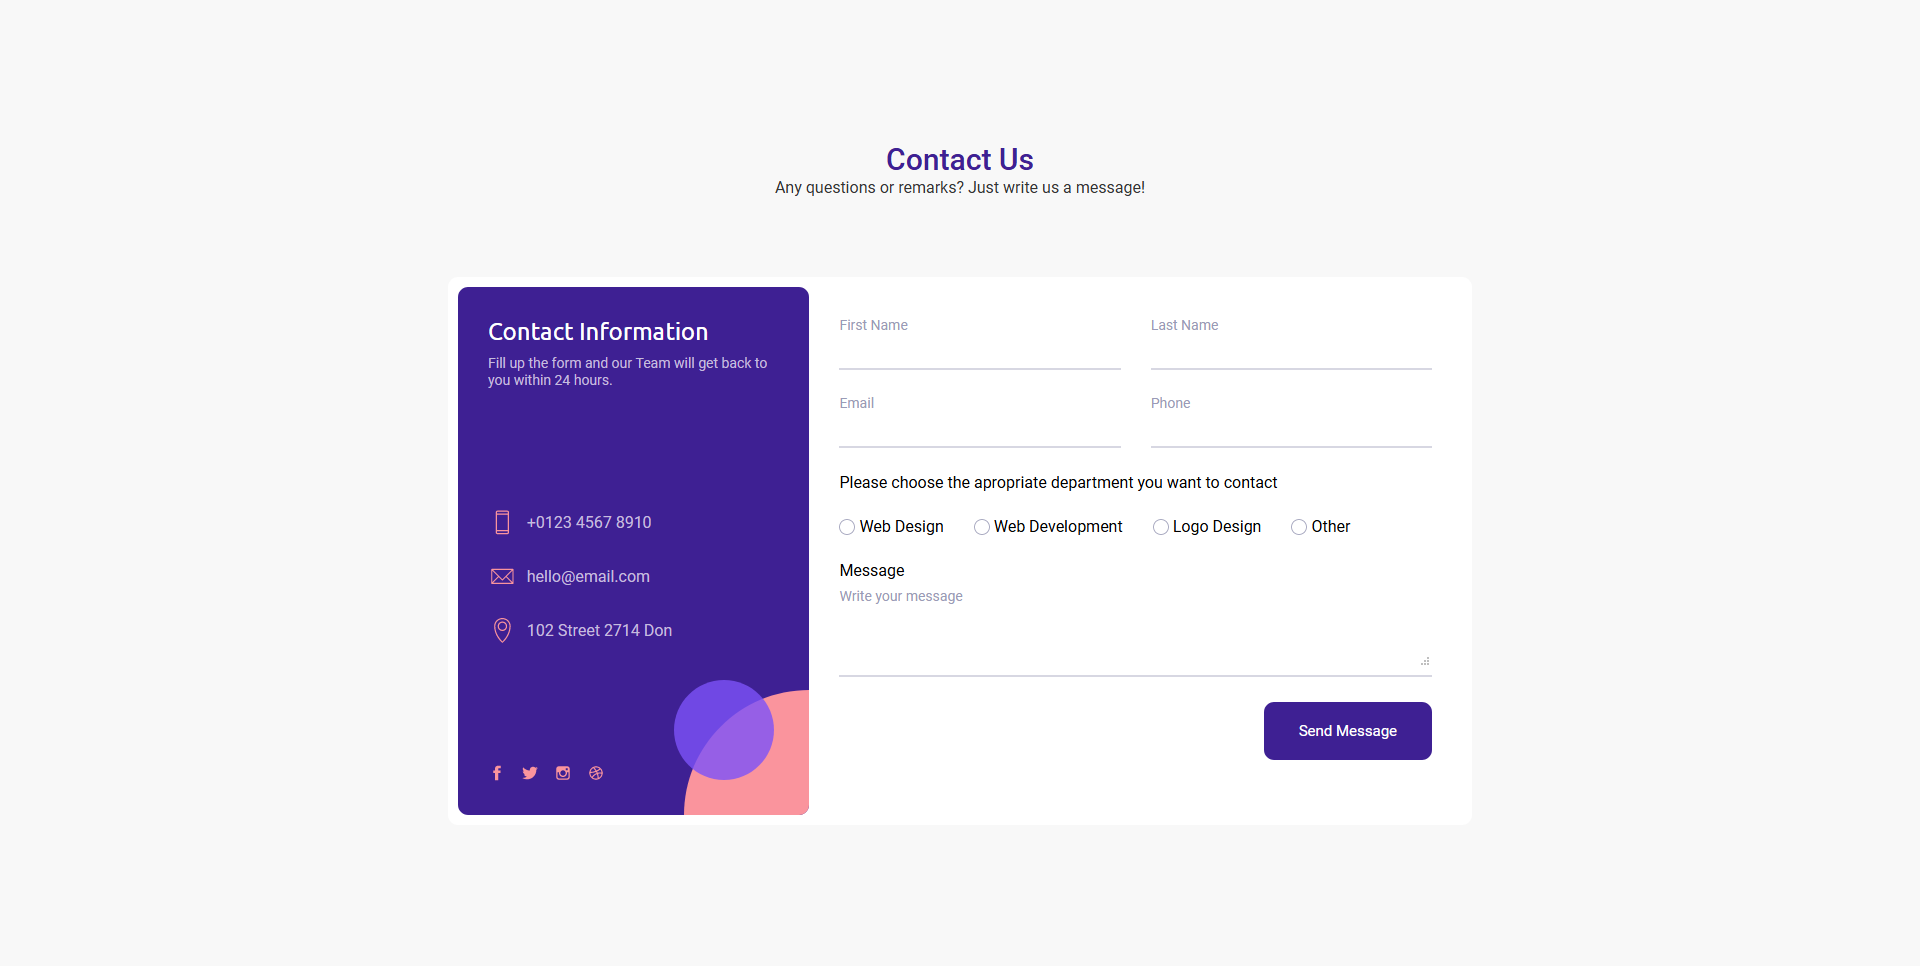 Contact Us
Any questions or remarks? Just write us a message!
Contact Information
Fill up the form and our Team will get back to
you within 24 hours.
+0123 4567 8910
hello@email.com
102 Street 2714 Don
First Name
Last Name
Email
Phone
Please choose the apropriate department you want to contact
Web Design
Web Development
Logo Design
Other
Message
Write your message
Send Message